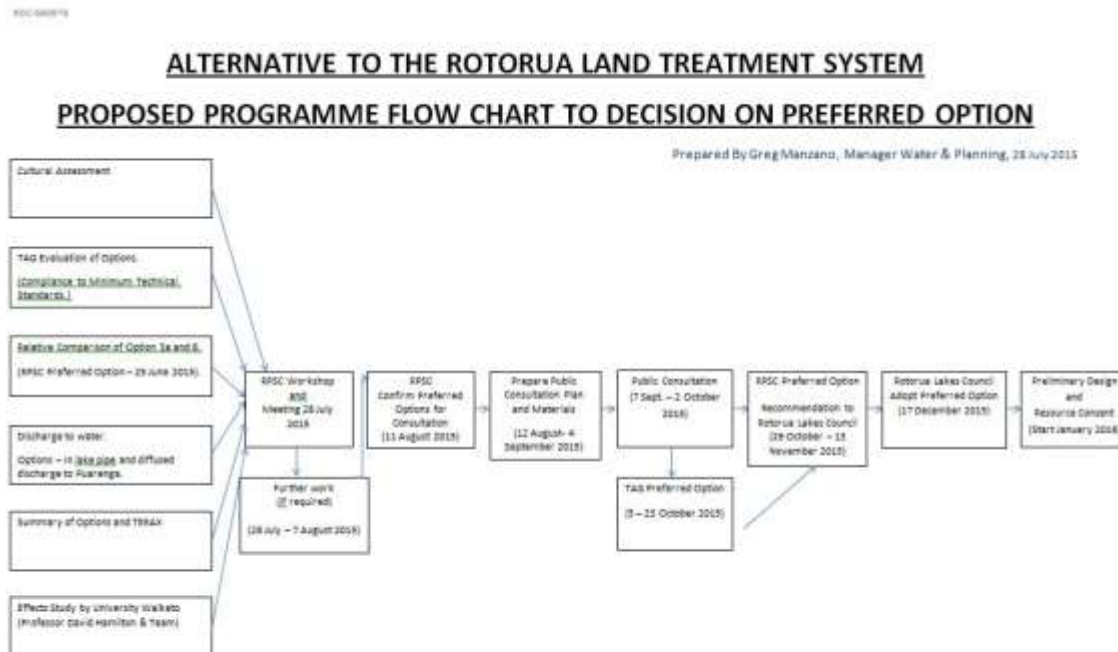 ALTERNATIVE TO THE ROTORUA LAND TREATMENT SYSTEM
PROPOSED PROGRAMME FLOW CHART TO DECISION ON PREFERRED OPTION
Prepared By Greg Manzano, Manager Water & Planning, 28 July 2015
Cultural Assessment
TAG Evaluation of Options
(Compliance to Minimum Technical
Standards.)
Relative Comparison of Option 5a and 6.
(RPSC Preferred Option – 29 June 2015).
Discharge to water.
Options – in lake pipe and diffused
discharge to Puarenga.
Summary of Options and TERAX
Effects Study by University Waikato
(Professor David Hamilton & Team)
RPSC Workshop
and
Meeting 28 July
2015
Further work
(if required)
(28 July – 7 August 2015)
RPSC
Confirm Preferred
Options for
Consultation
(11 August 2015)
Prepare Public
Consultation Plan
and Materials
(12 August- 4
September 2015)
Public Consultation
(7 Sept. – 2 October
2015)
TAG Preferred Option
(5 – 23 October 2015)
RPSC Preferred Option
Recommendation to
Rotorua Lakes Council
(29 October – 13
November 2015)
Rotorua Lakes Council
Adopt Preferred Option
(17 December 2015)
Preliminary Design
and
Resource Consent
(Start January 2016)